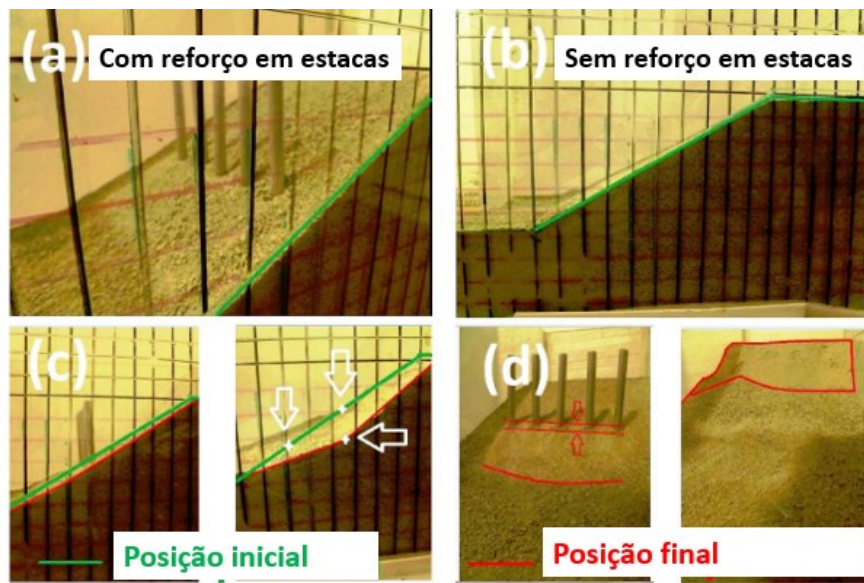 (a) Com reforço em estacas
(b) Sem reforço em estacas
(c)
(d)
Posição inicial
Posição final